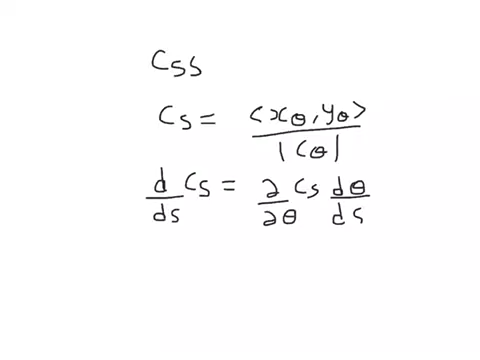 Css
Cs = <xθ, yθ> / |Cθ|
d/ds Cs = ∂/∂θ Cs dθ/ds